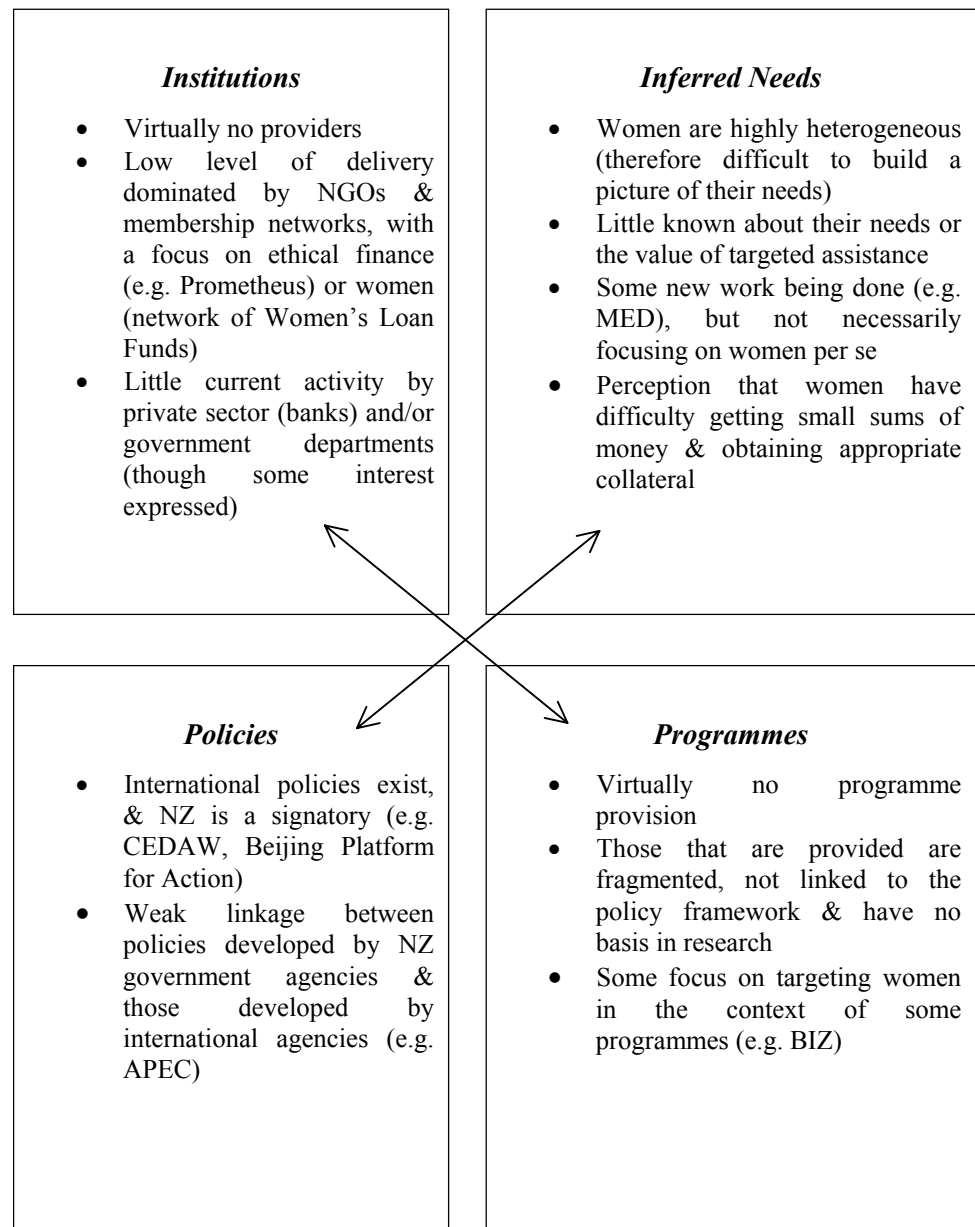 Institutions
• Virtually no providers
• Low level of delivery
dominated by NGOs &
membership networks, with
a focus on ethical finance
(e.g. Prometheus) or women
(network of Women’s Loan
Funds)
• Little current activity by
private sector (banks) and/or
government departments
(though some interest
expressed)
Inferred Needs
• Women are highly heterogeneous
(therefore difficult to build a
picture of their needs)
• Little known about their needs or
the value of targeted assistance
• Some new work being done (e.g.
MED), but not necessarily
focusing on women per se
• Perception that women have
difficulty getting small sums of
money & obtaining appropriate
collateral
Policies
• International policies exist,
& NZ is a signatory (e.g.
CEDAW, Beijing Platform
for Action)
• Weak linkage between
policies developed by NZ
government agencies &
those developed by
international agencies (e.g.
APEC)
Programmes
• Virtually no programme
provision
• Those that are provided are
fragmented, not linked to the
policy framework & have no
basis in research
• Some focus on targeting women
in the context of some
programmes (e.g. BIZ)